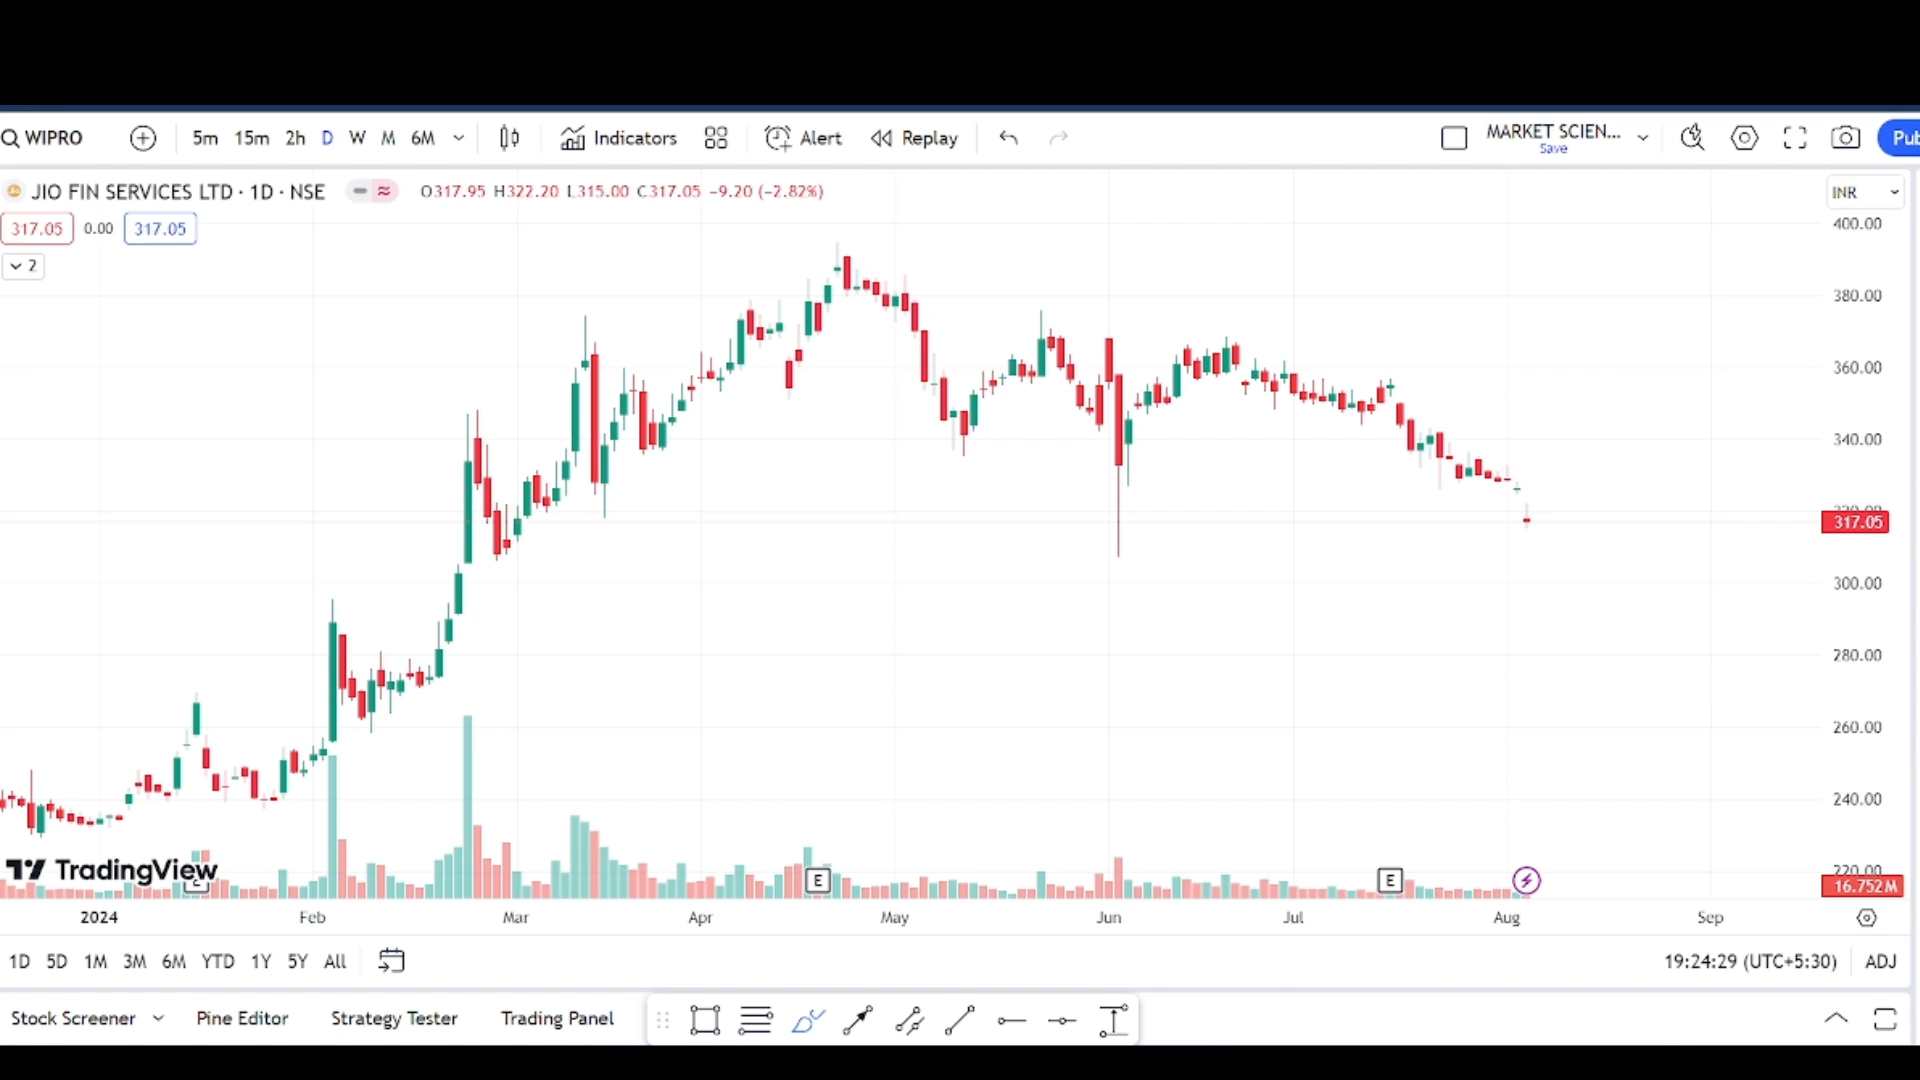 WIPRO 5m 15m 2h D W M 6M Indicators Alert Replay MARKET SCIEN... Pub
Save
JIO FIN SERVICES LTD · 1D · NSE O317.95 H322.20 L315.00 C317.05 −9.20 (−2.82%) INR
317.05 0.00 317.05
2
400.00
380.00
360.00
340.00
320.00
317.05
300.00
280.00
260.00
240.00
220.00
TradingView
E E
16.752M
2024 Feb Mar Apr May Jun Jul Aug Sep
1D 5D 1M 3M 6M YTD 1Y 5Y All 19:24:29 (UTC+5:30) ADJ
Stock Screener Pine Editor Strategy Tester Trading Panel